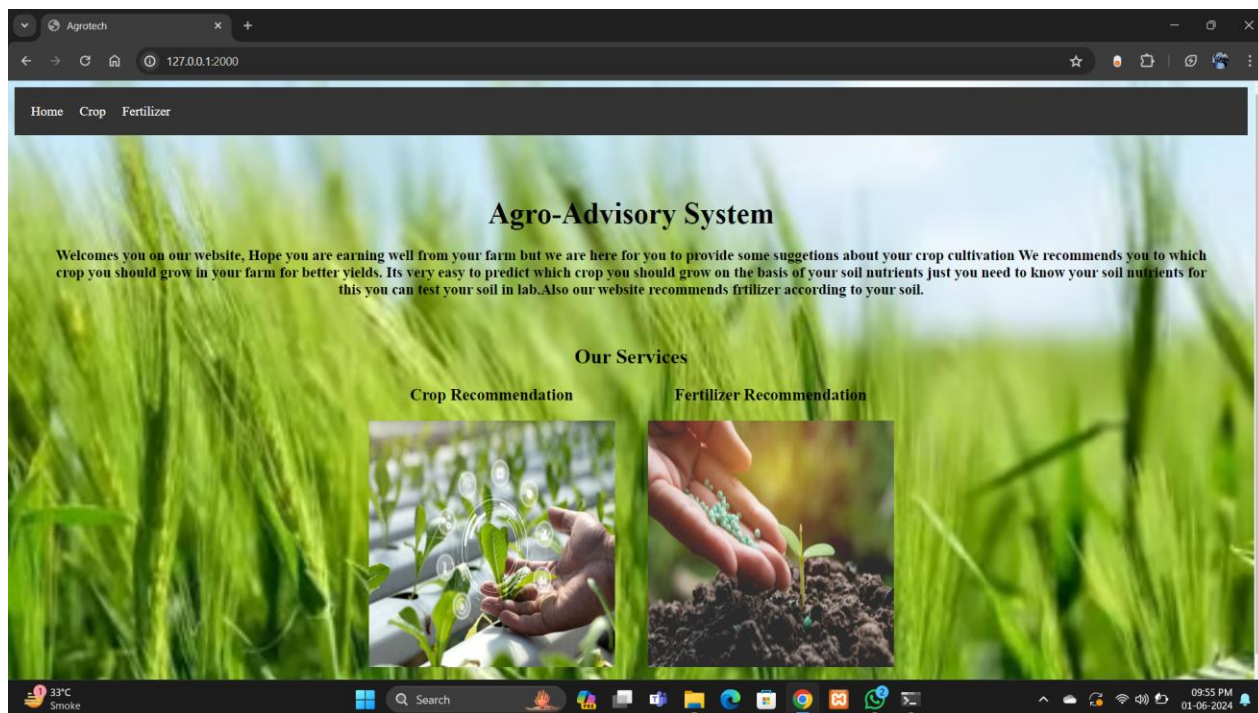 Agrotech
127.0.0.1:2000
Home Crop Fertilizer
Agro-Advisory System
Welcomes you on our website, Hope you are earning well from your farm but we are here for you to provide some suggetions about your crop cultivation We recommends you to which
crop you should grow in your farm for better yields. Its very easy to predict which crop you should grow on the basis of your soil nutrients just you need to know your soil nutrients for
this you can test your soil in lab.Also our website recommends frtilizer according to your soil.
Our Services
Crop Recommendation Fertilizer Recommendation
1
33°C
Smoke
Search
PRE
2
09:55 PM
01-06-2024